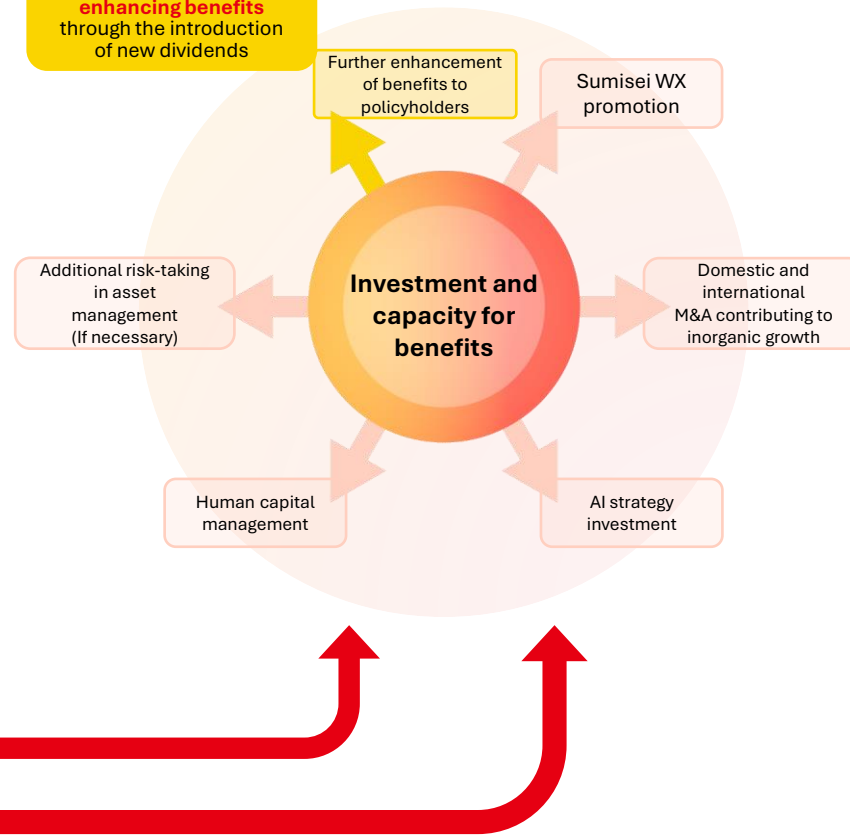 enhancing benefits
through the introduction
of new dividends
Further enhancement
of benefits to
policyholders
Sumisei WX
promotion
Additional risk-taking
in asset
management
(If necessary)
Investment and
capacity for
benefits
Domestic and
international
M&A contributing to
inorganic growth
Human capital
management
AI strategy
investment